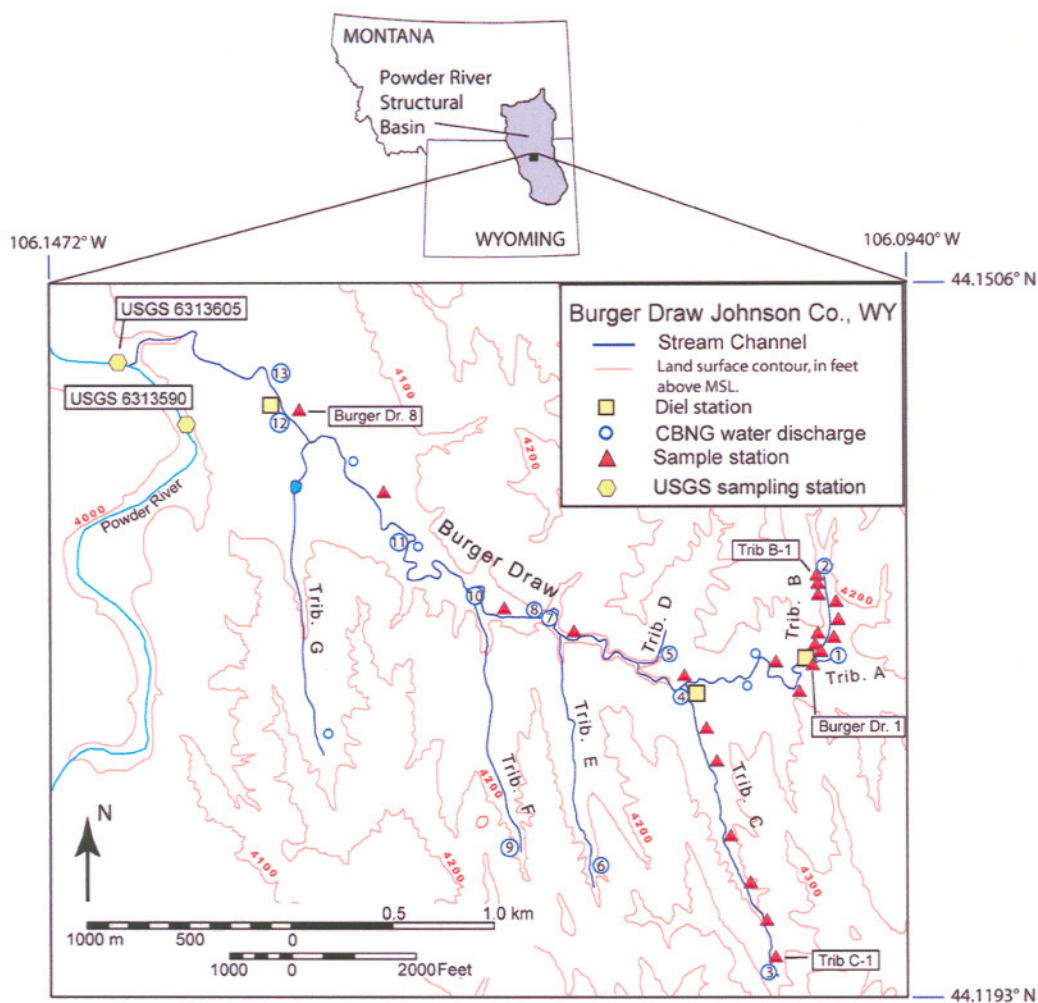 MONTANA
Powder River
Structural
Basin
WYOMING
106.1472° W
106.0940° W
44.1506° N
USGS 6313605
USGS 6313590
Burger Draw Johnson Co., WY
Stream Channel
Land surface contour, in feet
above MSL.
Diel station
CBNG water discharge
Sample station
USGS sampling station
4100
4200
13
12
Burger Dr. 8
4000
Powder River
11
Burger Draw
Trib B-1
2
Trib. B
4200
10
8
7
Trib. D
5
1
Trib. A
Trib. G
4
Burger Dr. 1
Trib. E
Trib. F
Trib. C
4200
4200
9
6
4100
4200
4300
N
0.5
1.0 km
1000 m
500
0
1000
0
2000 Feet
Trib C-1
3
44.1193° N